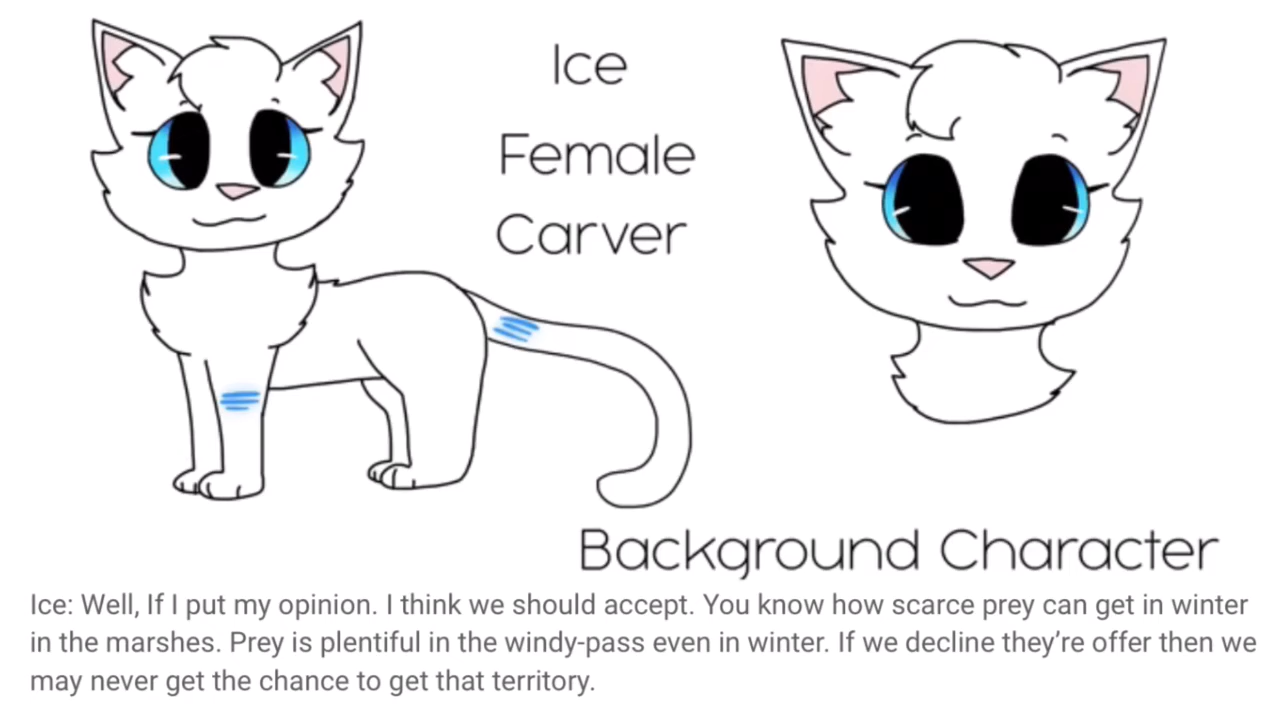 Ice
Female
Carver
Background Character
Ice: Well, If I put my opinion. I think we should accept. You know how scarce prey can get in winter
in the marshes. Prey is plentiful in the windy-pass even in winter. If we decline they’re offer then we
may never get the chance to get that territory.